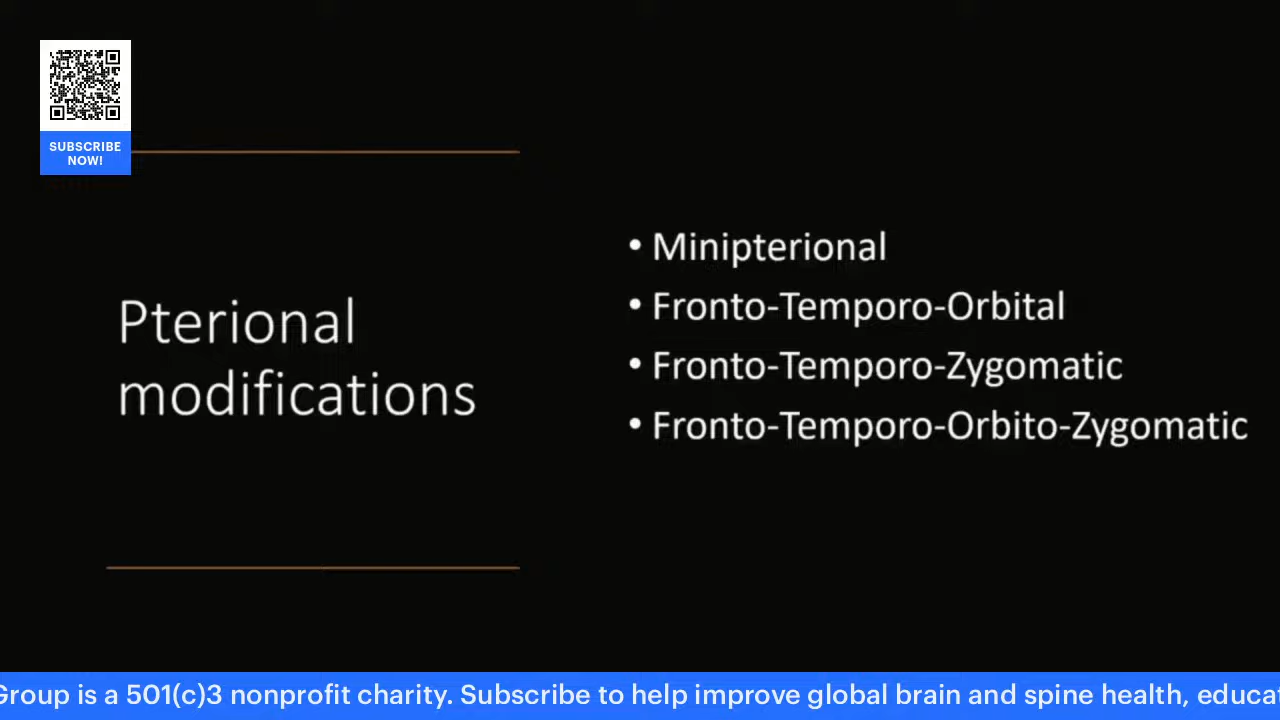 SUBSCRIBE
NOW!
Pterional
modifications
• Minipterional
• Fronto-Temporo-Orbital
• Fronto-Temporo-Zygomatic
• Fronto-Temporo-Orbito-Zygomatic
Group is a 501(c)3 nonprofit charity. Subscribe to help improve global brain and spine health, educat